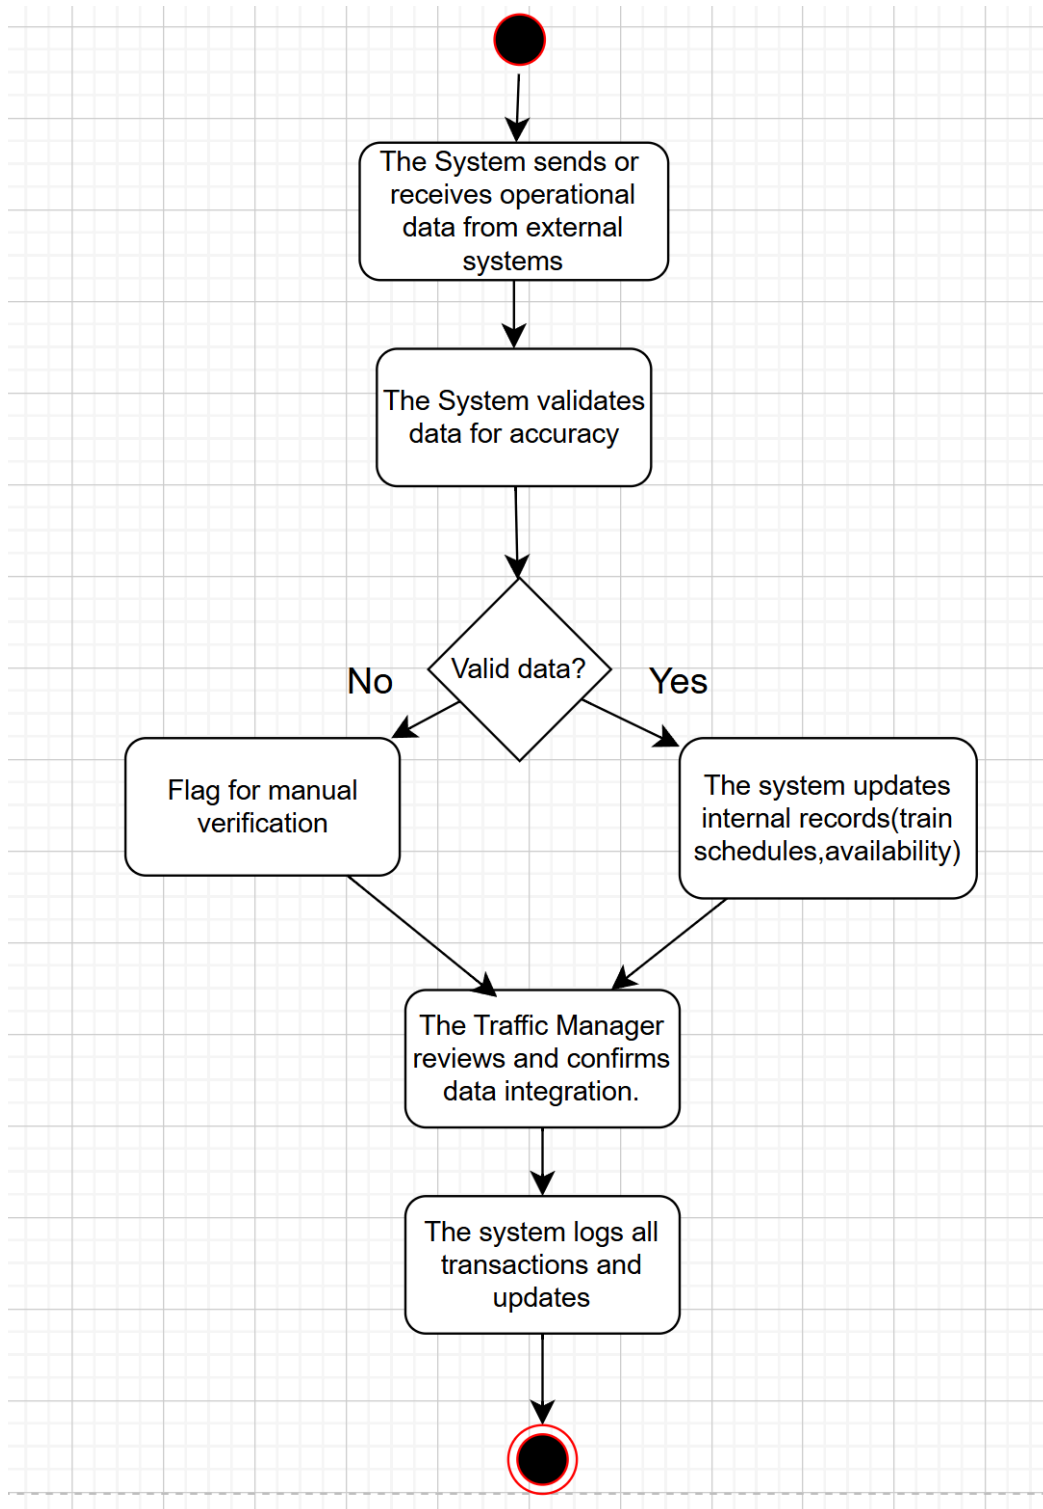 The System sends or
receives operational
data from external
systems
The System validates
data for accuracy
Valid data?
No
Yes
Flag for manual
verification
The system updates
internal records(train
schedules,availability)
The Traffic Manager
reviews and confirms
data integration.
The system logs all
transactions and
updates